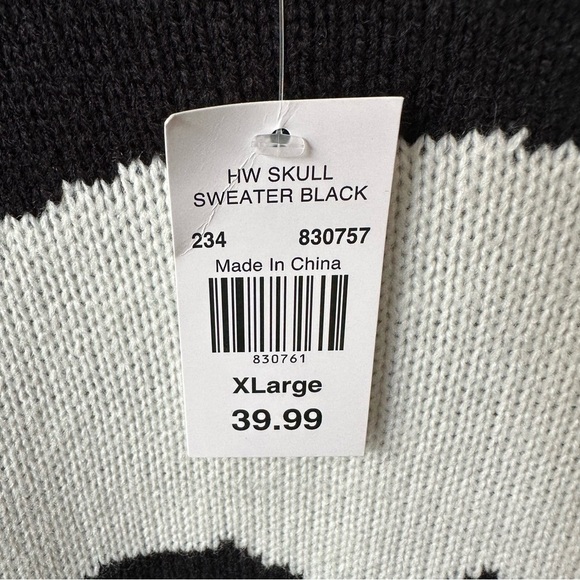 HW SKULL
SWEATER BLACK
234 830757
Made In China
830761
XLarge
39.99